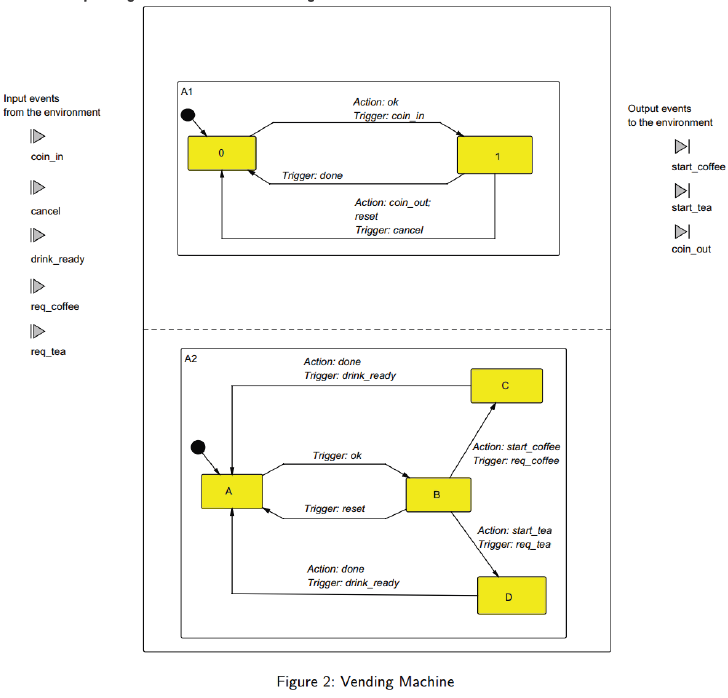 Input events
from the environment
coin_in
cancel
drink_ready
req_coffee
req_tea
A1
0
1
Action: ok
Trigger: coin_in
Trigger: done
Action: coin_out;
reset
Trigger: cancel
Output events
to the environment
start_coffee
start_tea
coin_out
A2
Action: done
Trigger: drink_ready
C
Trigger: ok
Action: start_coffee
Trigger: req_coffee
A
B
Trigger: reset
Action: start_tea
Trigger: req_tea
Action: done
Trigger: drink_ready
D
Figure 2: Vending Machine